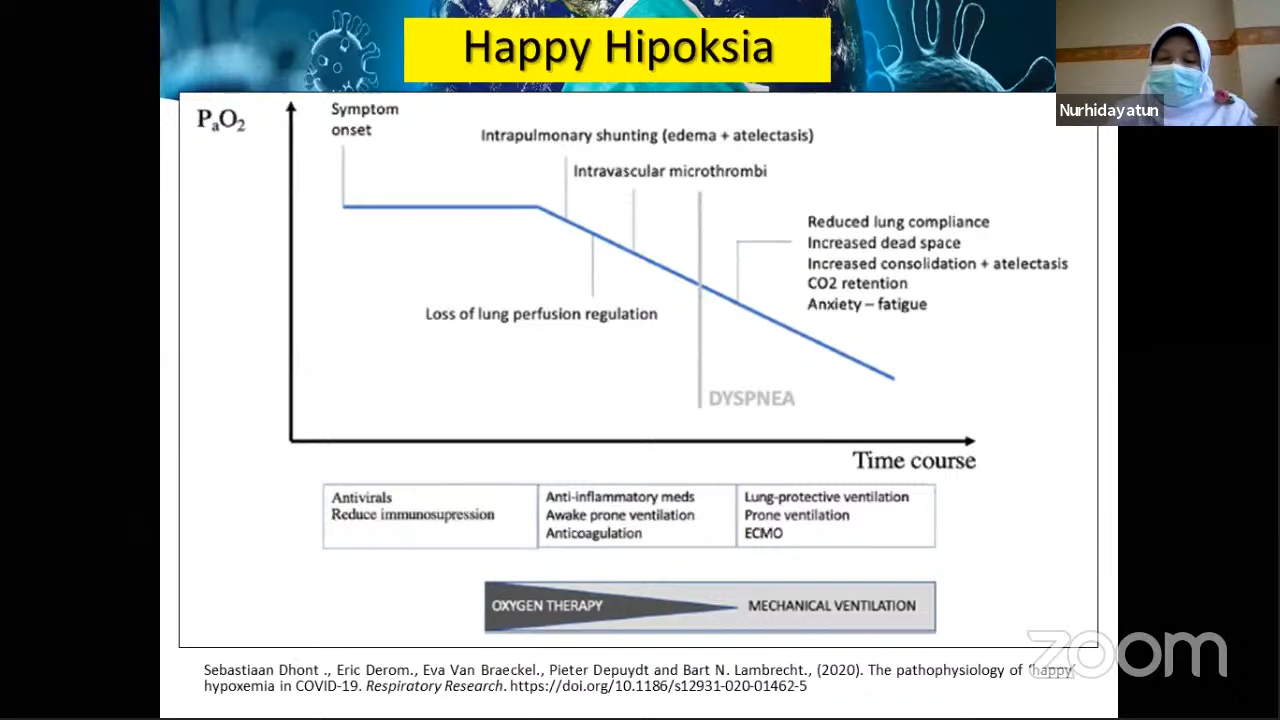 Happy Hipoksia
Nurhidayatun
PaO2
Symptom
onset
Intrapulmonary shunting (edema + atelectasis)
Intravascular microthrombi
Reduced lung compliance
Increased dead space
Increased consolidation + atelectasis
CO2 retention
Anxiety – fatigue
Loss of lung perfusion regulation
DYSPNEA
Time course
Antivirals
Reduce immunosupression
Anti-inflammatory meds
Awake prone ventilation
Anticoagulation
Lung-protective ventilation
Prone ventilation
ECMO
OXYGEN THERAPY
MECHANICAL VENTILATION
zoom
Sebastiaan Dhont ., Eric Derom., Eva Van Braeckel., Pieter Depuydt and Bart N. Lambrecht., (2020). The pathophysiology of ‘happy’
hypoxemia in COVID-19. Respiratory Research. https://doi.org/10.1186/s12931-020-01462-5